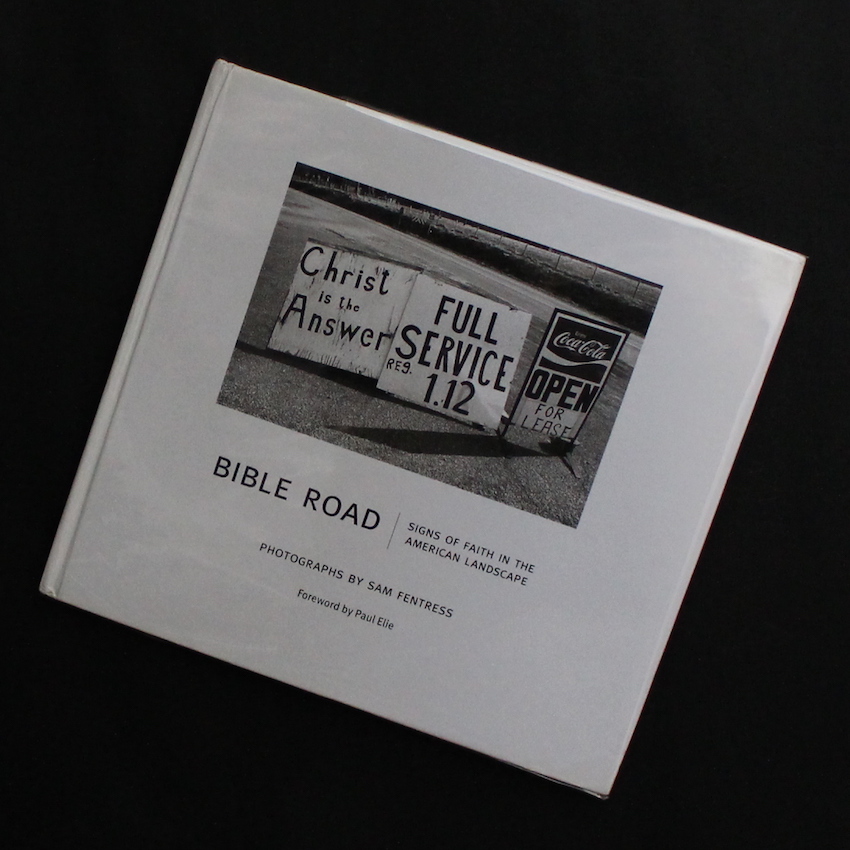 Christ
is the
Answer
FULL
SERVICE
REG.
1.12
Coca-Cola
OPEN
FOR
LEASE
BIBLE ROAD
SIGNS OF FAITH IN THE
AMERICAN LANDSCAPE
PHOTOGRAPHS BY SAM FENTRESS
Foreword by Paul Elie